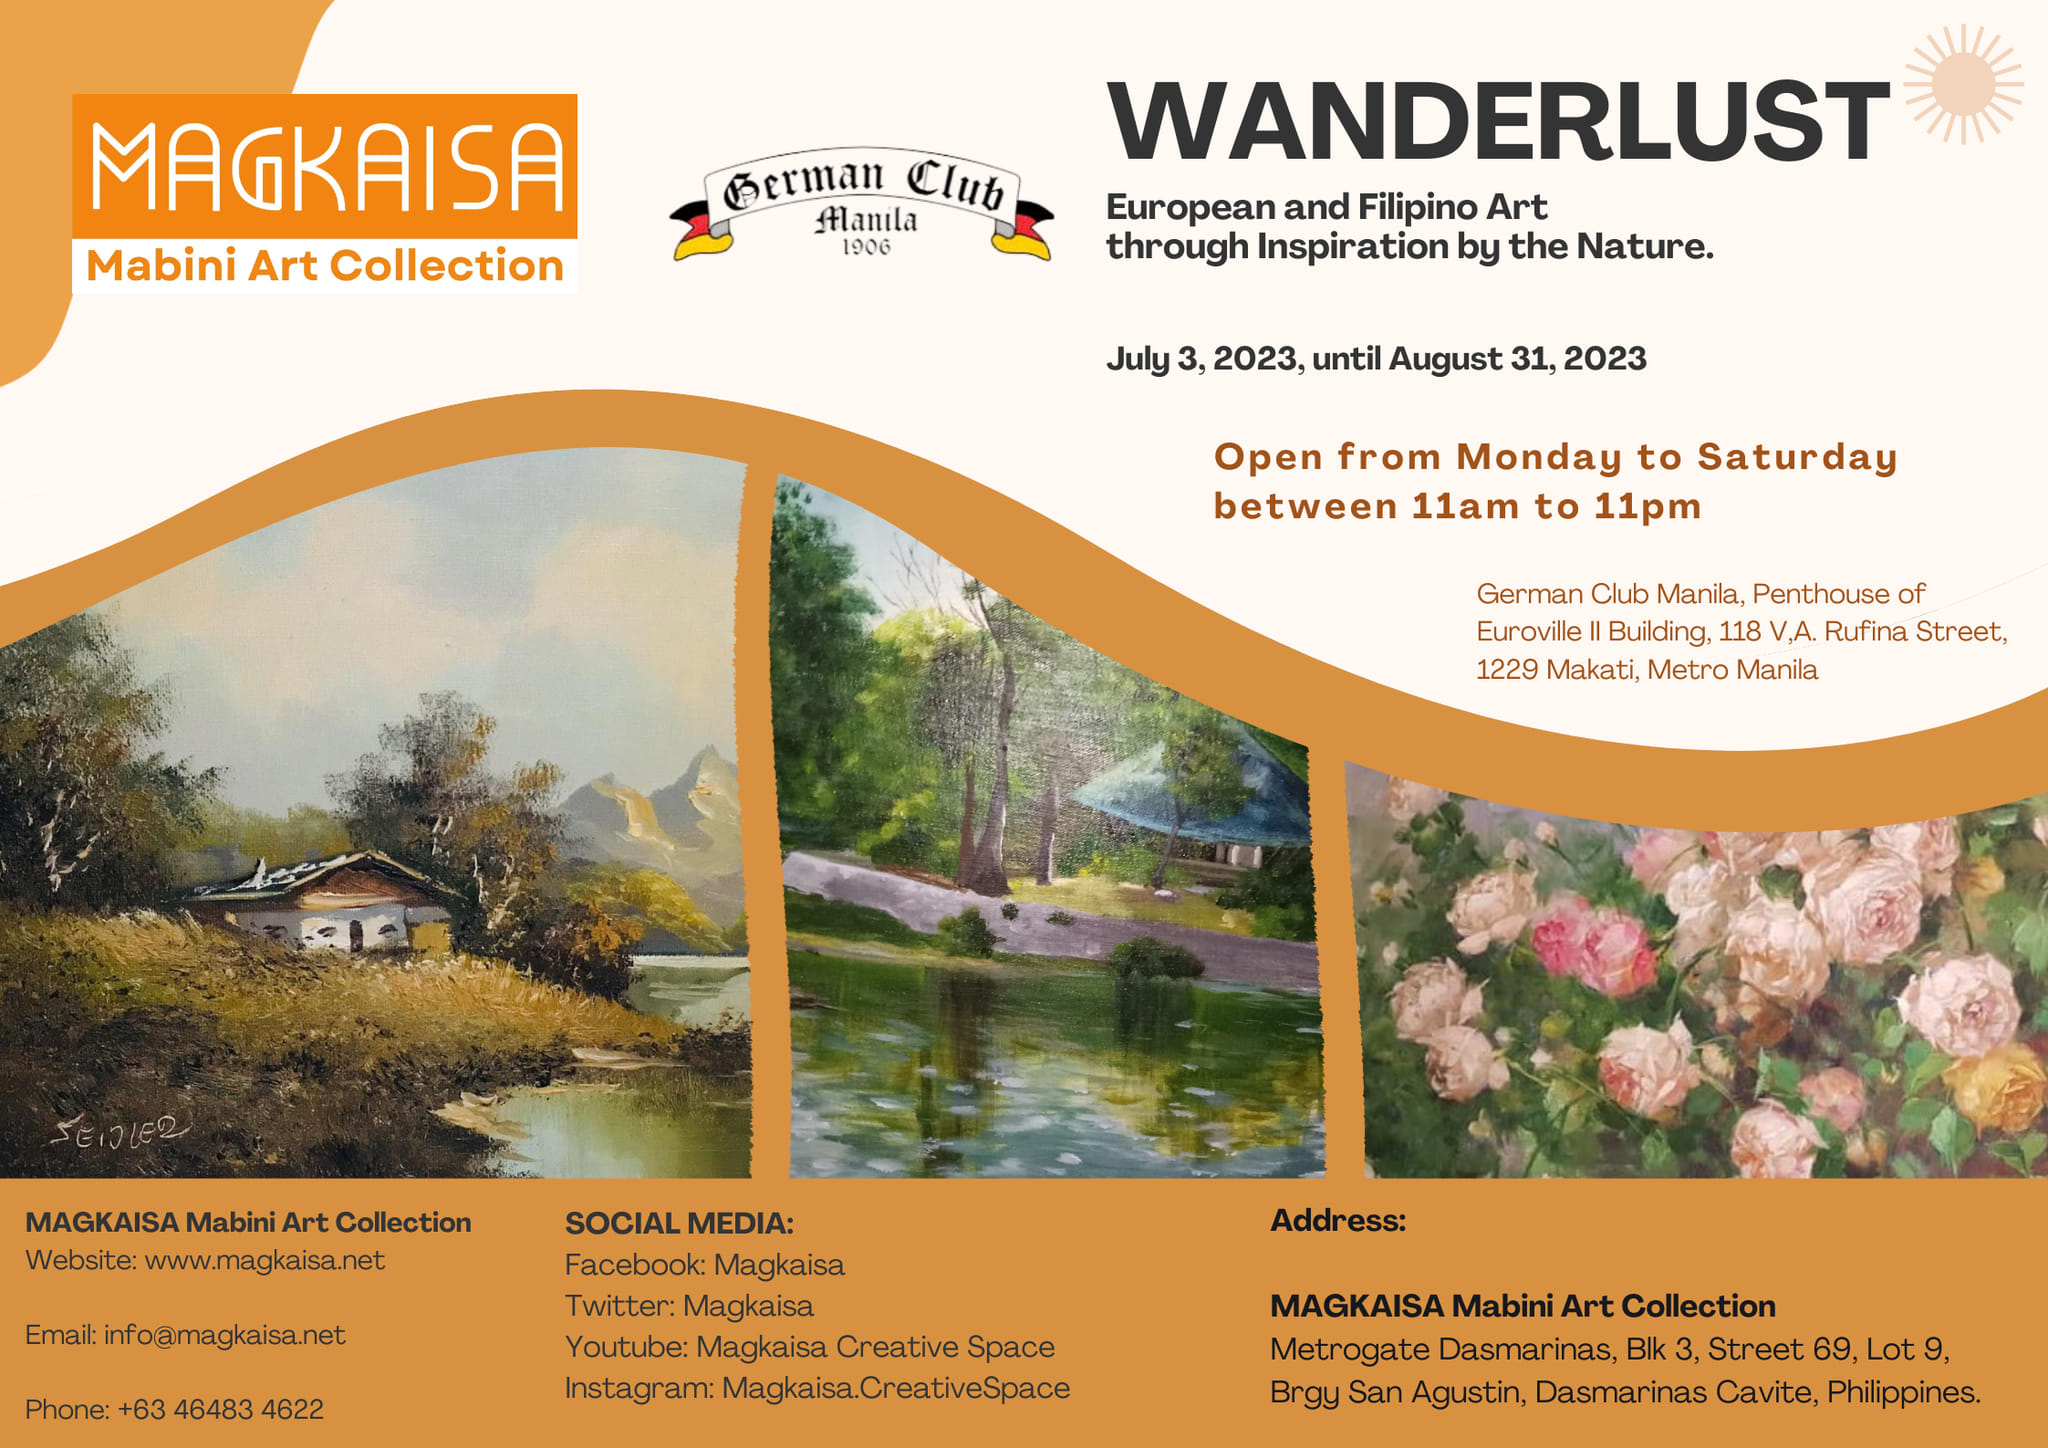 MAGKAISA
Mabini Art Collection
German Club
Manila
1906
WANDERLUST
European and Filipino Art
through Inspiration by the Nature.
July 3, 2023, until August 31, 2023
Open from Monday to Saturday
between 11am to 11pm
German Club Manila, Penthouse of
Euroville II Building, 118 V,A. Rufina Street,
1229 Makati, Metro Manila
SEIDLER
MAGKAISA Mabini Art Collection
Website: www.magkaisa.net
Email: info@magkaisa.net
Phone: +63 46483 4622
SOCIAL MEDIA:
Facebook: Magkaisa
Twitter: Magkaisa
Youtube: Magkaisa Creative Space
Instagram: Magkaisa.CreativeSpace
Address:
MAGKAISA Mabini Art Collection
Metrogate Dasmarinas, Blk 3, Street 69, Lot 9,
Brgy San Agustin, Dasmarinas Cavite, Philippines.